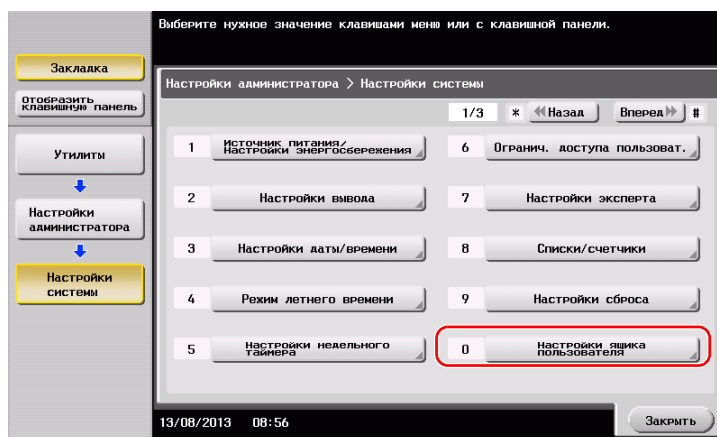 Выберите нужное значение клавишами меню или с клавишной панели.
Закладка
Отобразить
клавишную панель
Утилиты
Настройки
администратора
Настройки
системы
Настройки администратора > Настройки системы
1/3 * Назад Вперед #
1 Источник питания/
Настройки энергосбережения
6 Огранич. доступа пользоват.
2 Настройки вывода
7 Настройки эксперта
3 Настройки даты/времени
8 Списки/счетчики
4 Режим летнего времени
9 Настройки сброса
5 Настройки недельного
таймера
0 Настройки ящика
пользователя
13/08/2013 08:56
Закрыть